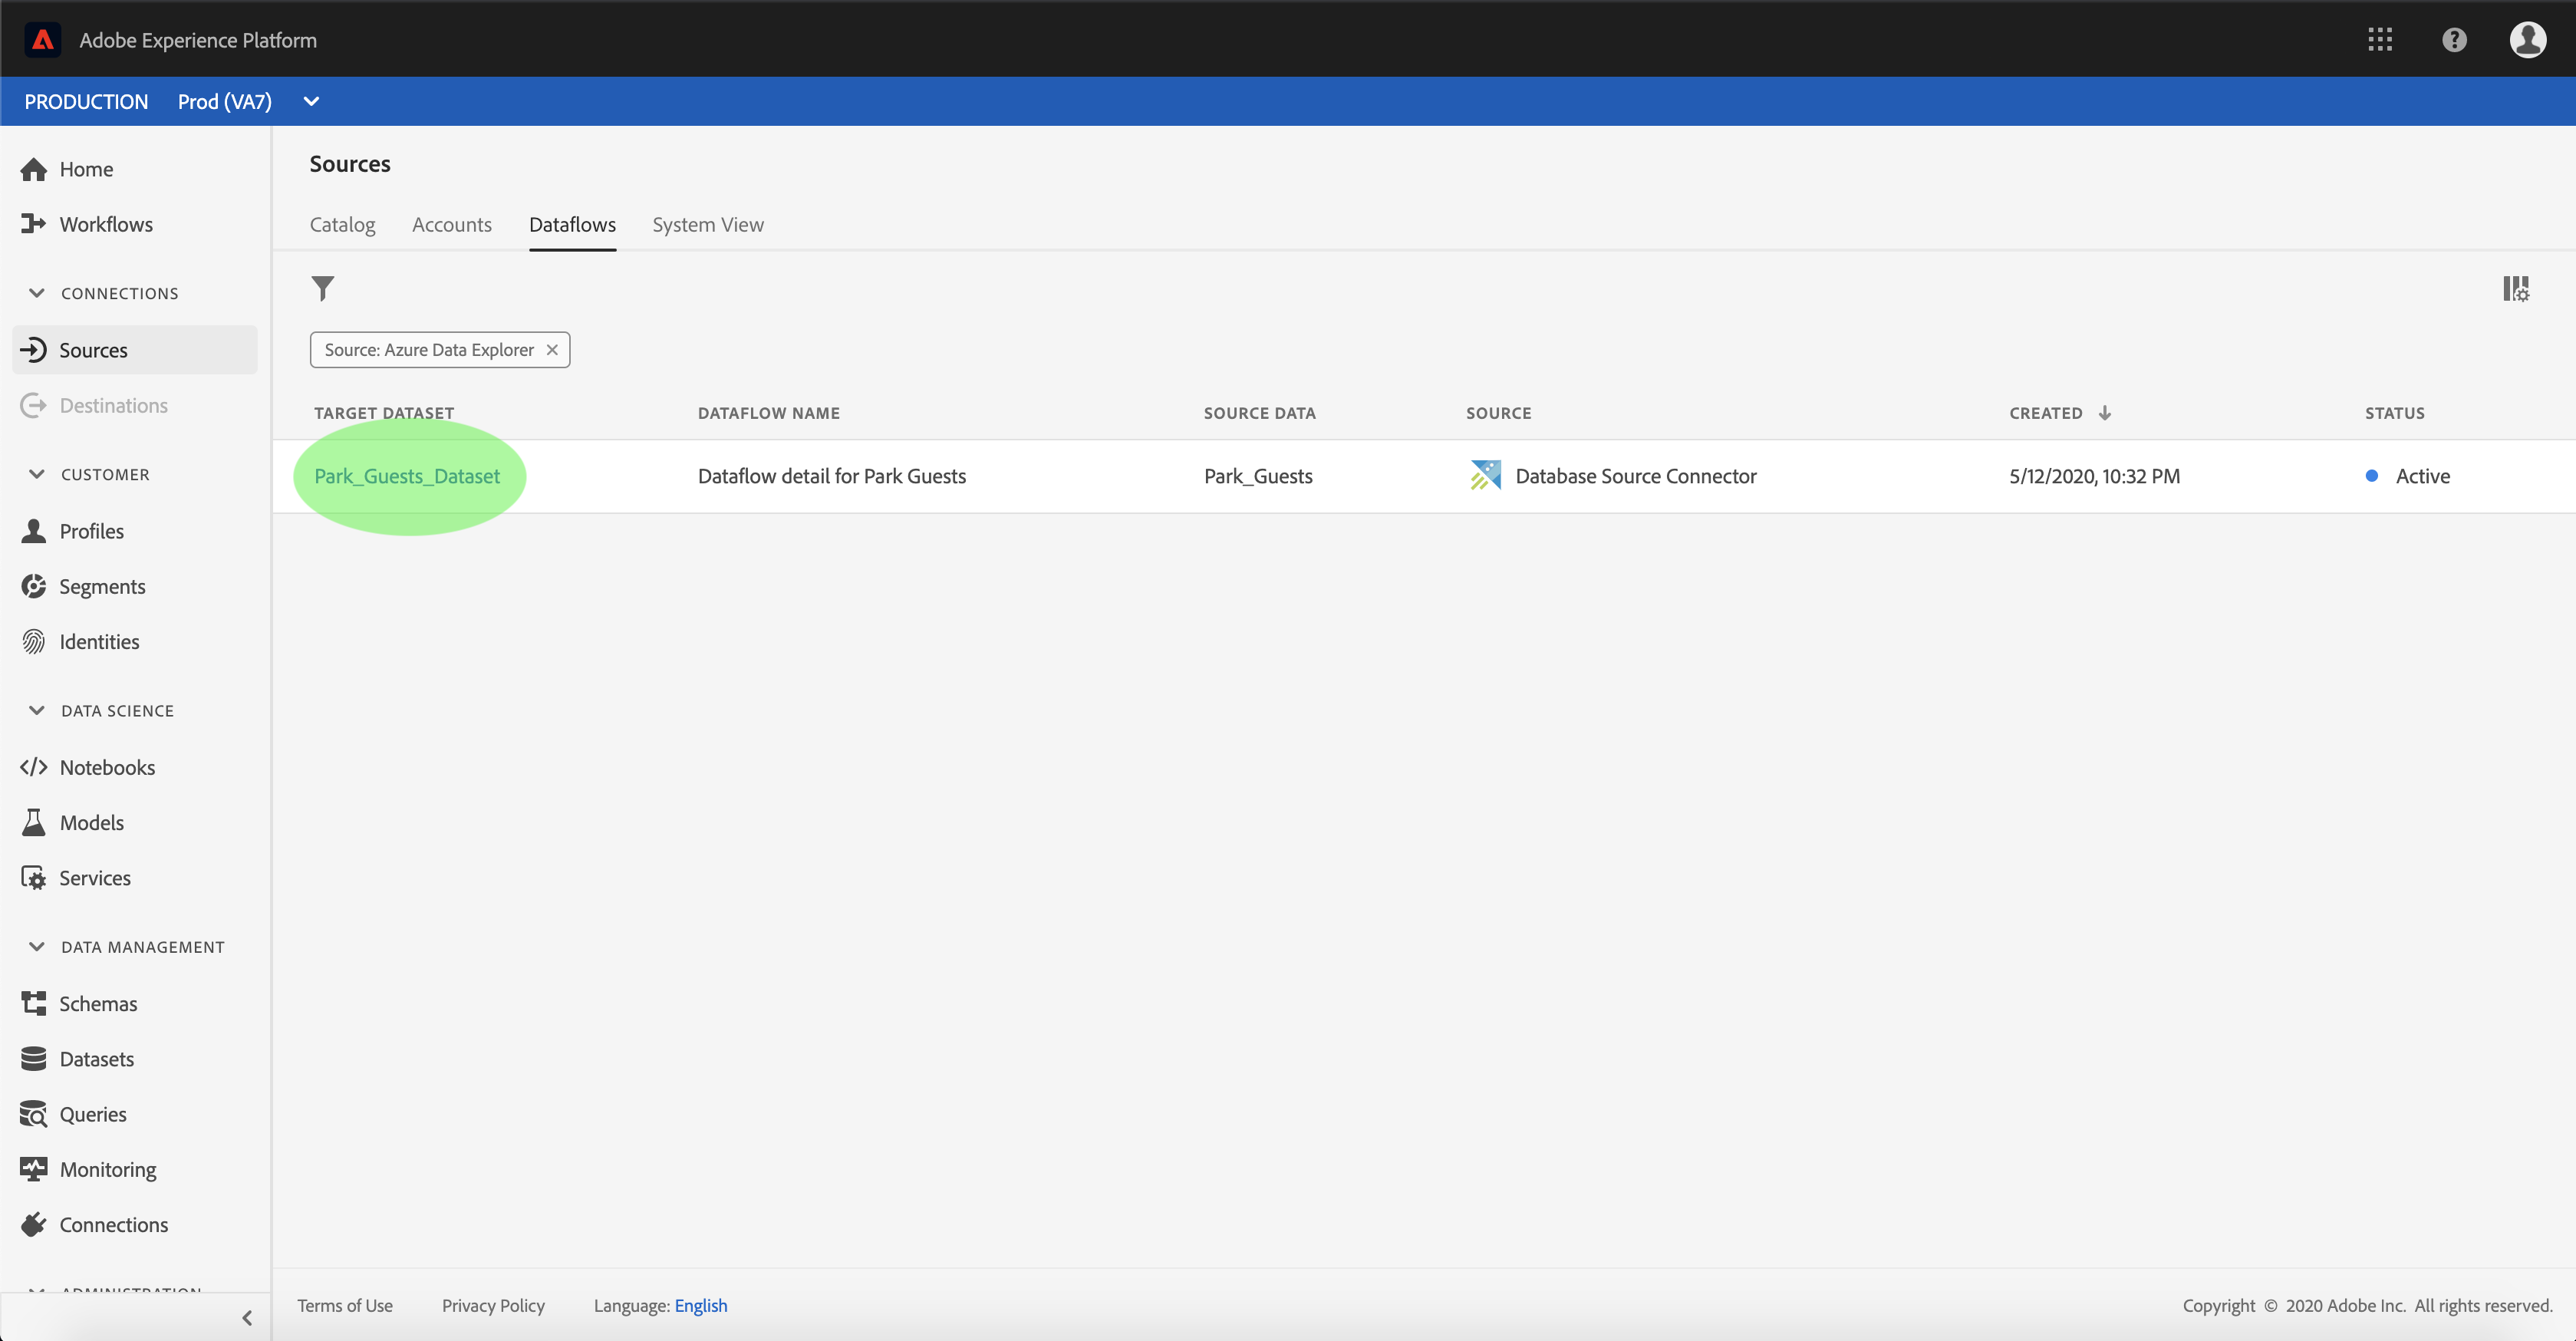 Adobe Experience Platform
PRODUCTION Prod (VA7)
Home
Workflows
CONNECTIONS
Sources
Destinations
CUSTOMER
Profiles
Segments
Identities
DATA SCIENCE
Notebooks
Models
Services
DATA MANAGEMENT
Schemas
Datasets
Queries
Monitoring
Connections
ADMINISTRATION
Sources
Catalog Accounts Dataflows System View
Source: Azure Data Explorer
TARGET DATASET DATAFLOW NAME SOURCE DATA SOURCE CREATED STATUS
Park_Guests_Dataset Dataflow detail for Park Guests Park_Guests Database Source Connector 5/12/2020, 10:32 PM Active
Terms of Use Privacy Policy Language: English Copyright © 2020 Adobe Inc. All rights reserved.